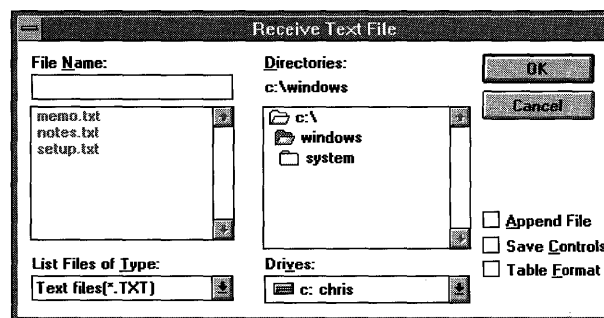 Receive Text File
File Name:
memo.txt
notes.txt
setup.txt
List Files of Type:
Text files(*.TXT)
Directories:
c:\windows
c:\
windows
system
Drives:
c: chris
OK
Cancel
Append File
Save Controls
Table Format